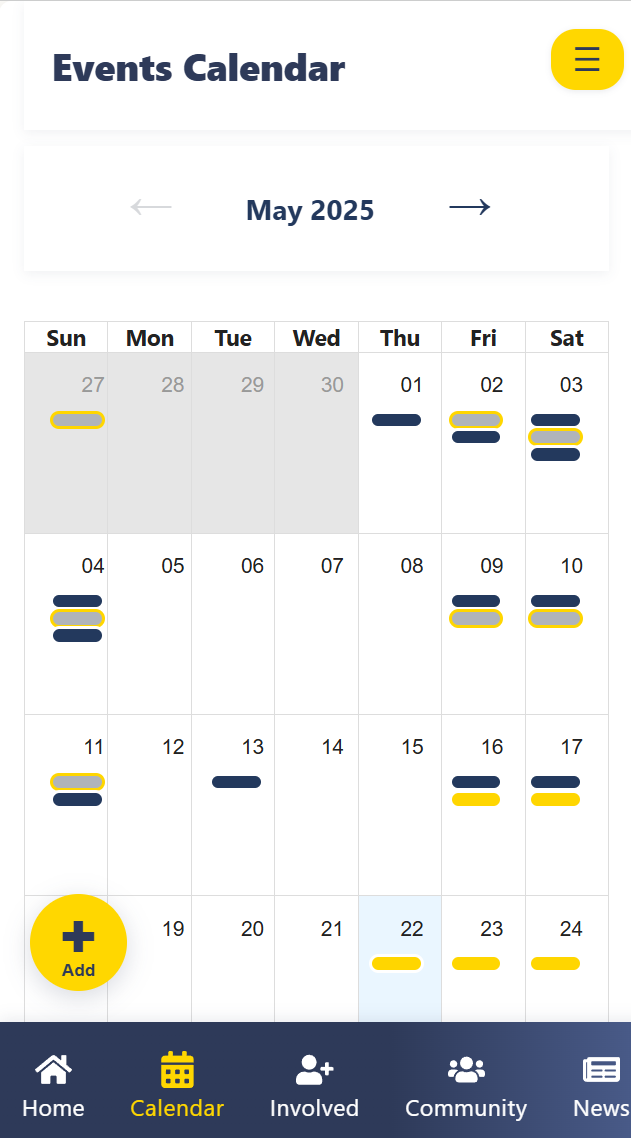 Events Calendar
May 2025
Sun Mon Tue Wed Thu Fri Sat
27 28 29 30 01 02 03
04 05 06 07 08 09 10
11 12 13 14 15 16 17
19 20 21 22 23 24
Add
Home Calendar Involved Community News